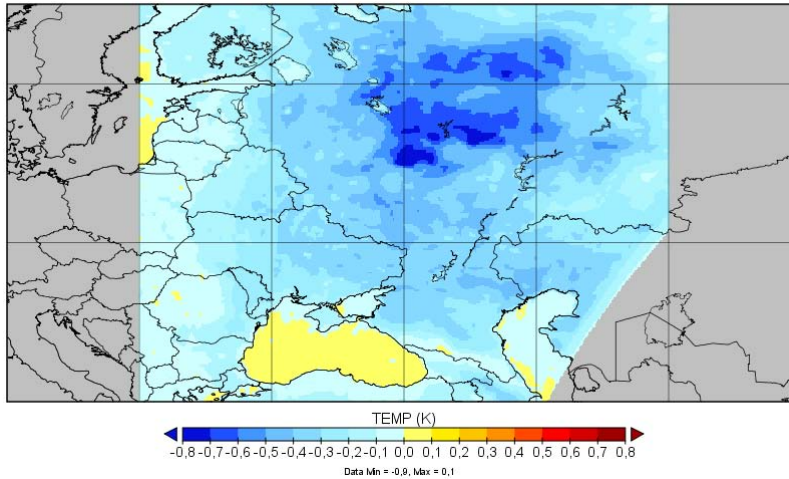 TEMP (K)
-0,8 -0,7 -0,6 -0,5 -0,4 -0,3 -0,2 -0,1 0,0 0,1 0,2 0,3 0,4 0,5 0,6 0,7 0,8
Data Min = -0,9, Max = 0,1